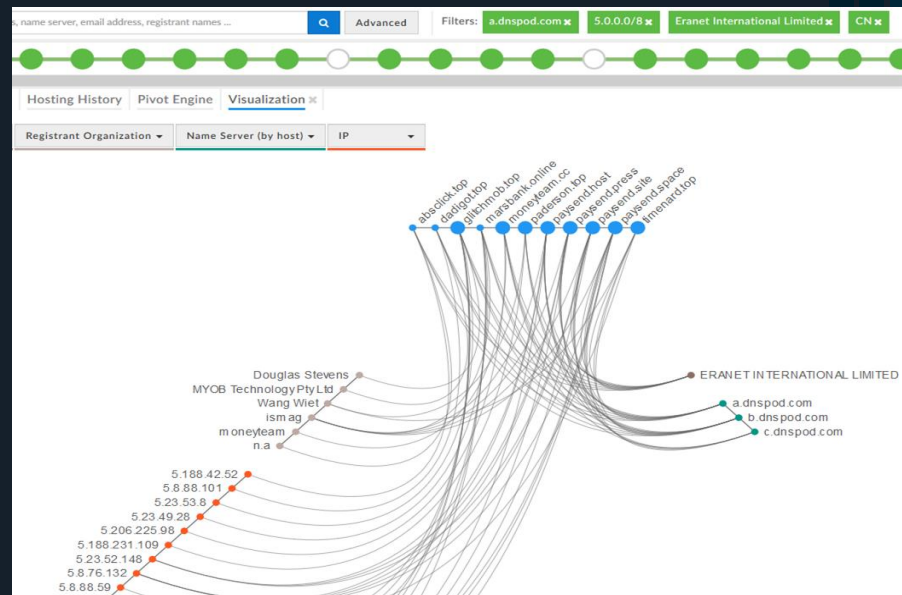 s, name server, email address, registrant names ...
Advanced
Filters:
a.dnspod.com x
5.0.0.0/8 x
Eranet International Limited x
CN x
Hosting History
Pivot Engine
Visualization x
Registrant Organization
Name Server (by host)
IP
absclick.top
dadigot.top
glitchmob.top
marsbank.online
moneyteam.cc
paderson.top
paysend.host
paysend.press
paysend.site
paysend.space
timenard.top
Douglas Stevens
MYOB Technology Pty Ltd
Wang Wiet
ismag
moneyteam
n.a
ERANET INTERNATIONAL LIMITED
a.dnspod.com
b.dnspod.com
c.dnspod.com
5.188.42.52
5.8.88.101
5.23.53.8
5.23.49.28
5.206.225.98
5.188.231.109
5.23.52.148
5.8.76.132
5.8.88.59